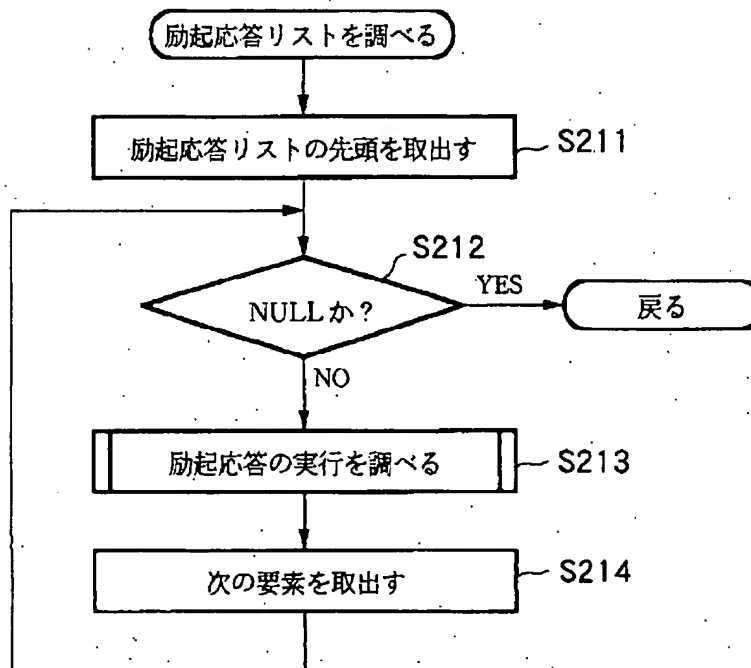 励起応答リストを調べる
励起応答リストの先頭を取出す
S211
S212
NULLか?
YES
戻る
NO
励起応答の実行を調べる
S213
次の要素を取出す
S214